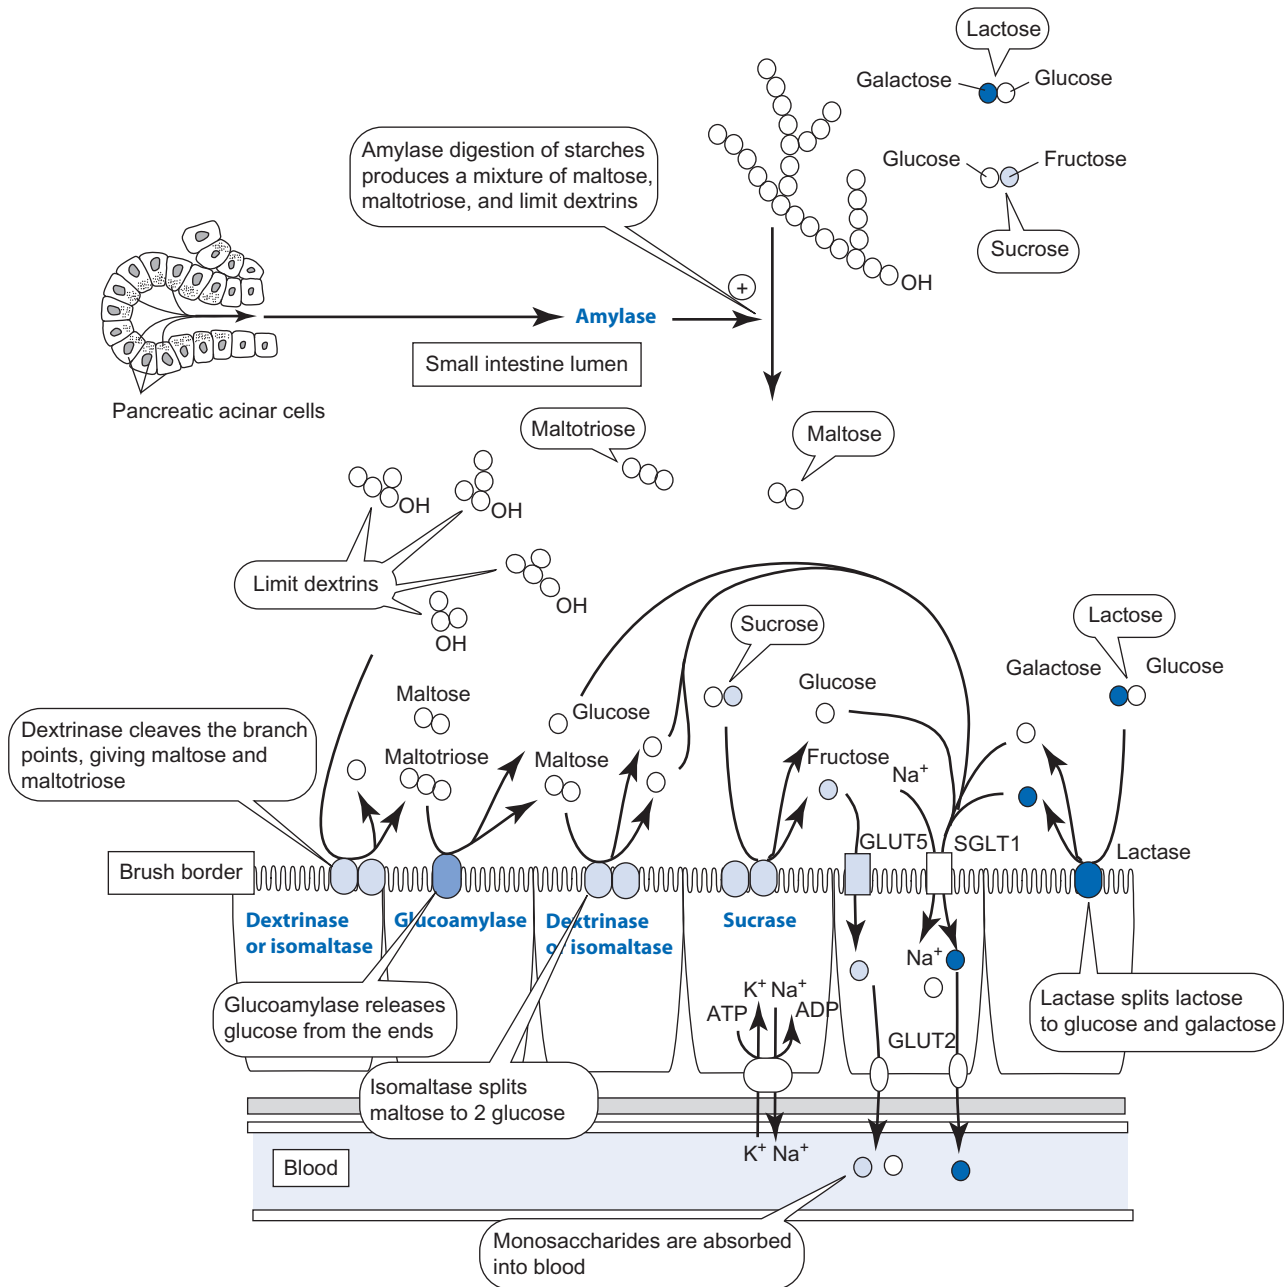 Lactose
Galactose
Glucose
Amylase digestion of starches
produces a mixture of maltose,
maltotriose, and limit dextrins
Glucose
Fructose
Sucrose
OH
+
Amylase
Small intestine lumen
Pancreatic acinar cells
Maltotriose
Maltose
OH
OH
Limit dextrins
OH
OH
Sucrose
Lactose
Galactose
Glucose
Maltose
Glucose
Glucose
Dextrinase cleaves the branch
points, giving maltose and
maltotriose
Maltotriose
Maltose
Fructose
Na⁺
GLUT5
SGLT1
Lactase
Brush border
Dextrinase
or isomaltase
Glucoamylase
Dextrinase
or isomaltase
Sucrase
Na⁺
Glucoamylase releases
glucose from the ends
K⁺ Na⁺
ATP
ADP
Lactase splits lactose
to glucose and galactose
GLUT2
Isomaltase splits
maltose to 2 glucose
K⁺ Na⁺
Blood
Monosaccharides are absorbed
into blood